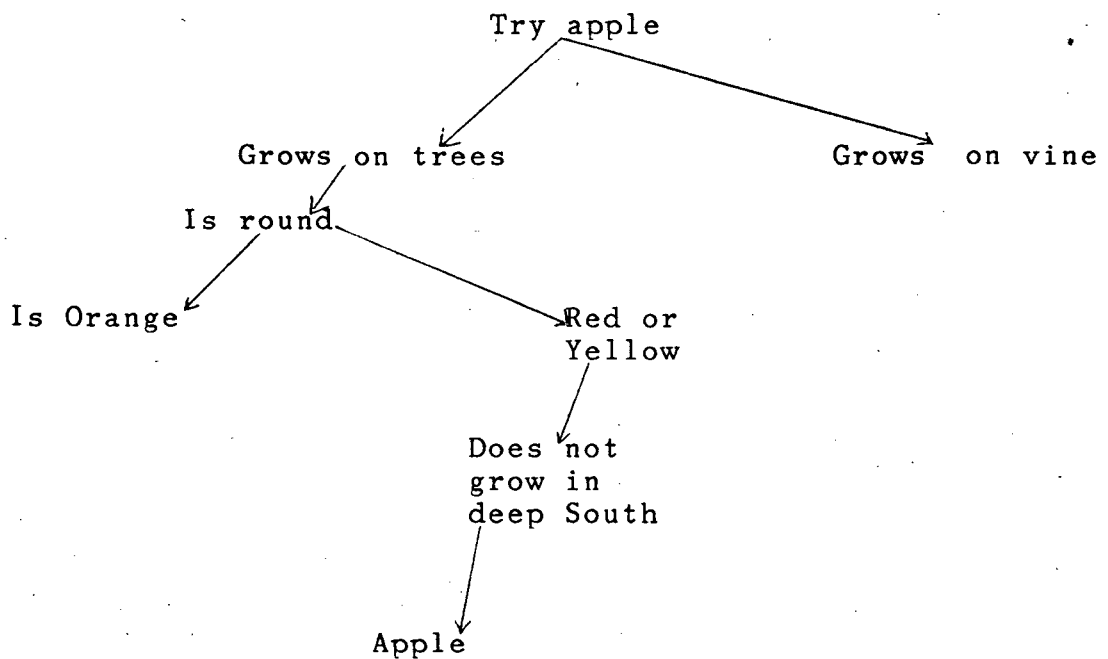 Try apple
Grows on trees
Grows on vine
Is round
Is Orange
Red or
Yellow
Does not
grow in
deep South
Apple